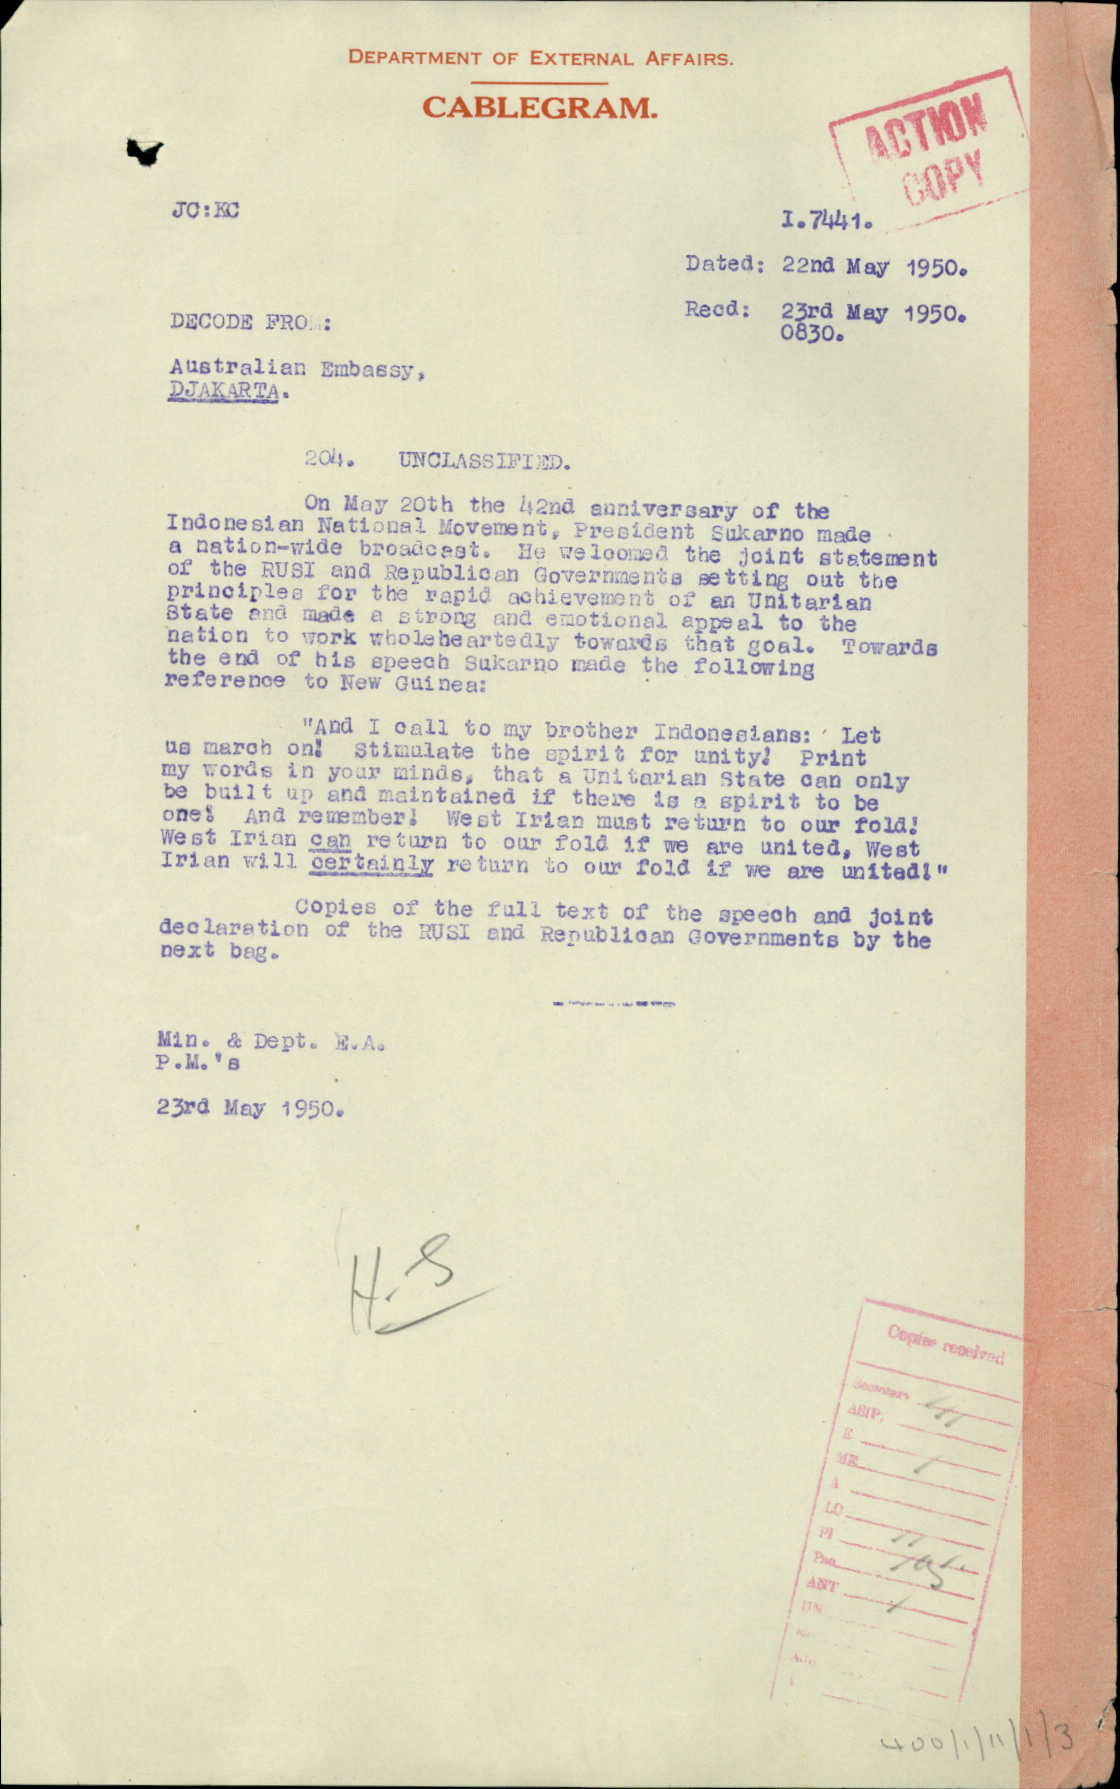 DEPARTMENT OF EXTERNAL AFFAIRS.
CABLEGRAM.
ACTION
COPY
JC:KC
I.7441.
Dated: 22nd May 1950.
Recd: 23rd May 1950.
0830.
DECODE FROM:
Australian Embassy,
DJAKARTA.
204. UNCLASSIFIED.
On May 20th the 42nd anniversary of the
Indonesian National Movement, President Sukarno made
a nation-wide broadcast. He welcomed the joint statement
of the RUSI and Republican Governments setting out the
principles for the rapid achievement of an Unitarian
State and made a strong and emotional appeal to the
nation to work wholeheartedly towards that goal. Towards
the end of his speech Sukarno made the following
reference to New Guinea:
"And I call to my brother Indonesians: Let
us march on! Stimulate the spirit for unity! Print
my words in your minds, that a Unitarian State can only
be built up and maintained if there is a spirit to be
one! And remember! West Irian must return to our fold!
West Irian can return to our fold if we are united, West
Irian will certainly return to our fold if we are united!"
Copies of the full text of the speech and joint
declaration of the RUSI and Republican Governments by the
next bag.
Min. & Dept. E.A.
P.M.'s
23rd May 1950.
H.S
Copies received
Secretary
E
ME
A
LC
PI
Pac
ANT
400/1/11/1/3